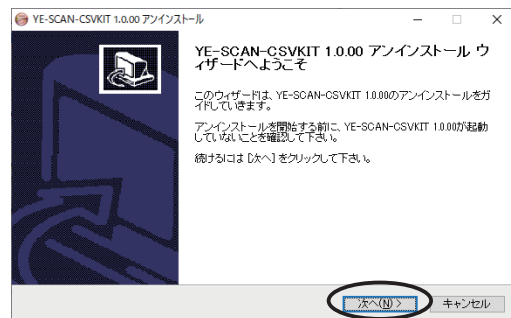 YE-SCAN-CSVKIT 1.0.00 アンインストール
YE-SCAN-CSVKIT 1.0.00 アンインストール ウ
ィザードへようこそ
このウィザードは、YE-SCAN-CSVKIT 1.0.00のアンインストールをガ
イドしていきます。
アンインストールを開始する前に、YE-SCAN-CSVKIT 1.0.00が起動
していないことを確認して下さい。
続けるには [次へ] をクリックして下さい。
次へ(N) >
キャンセル